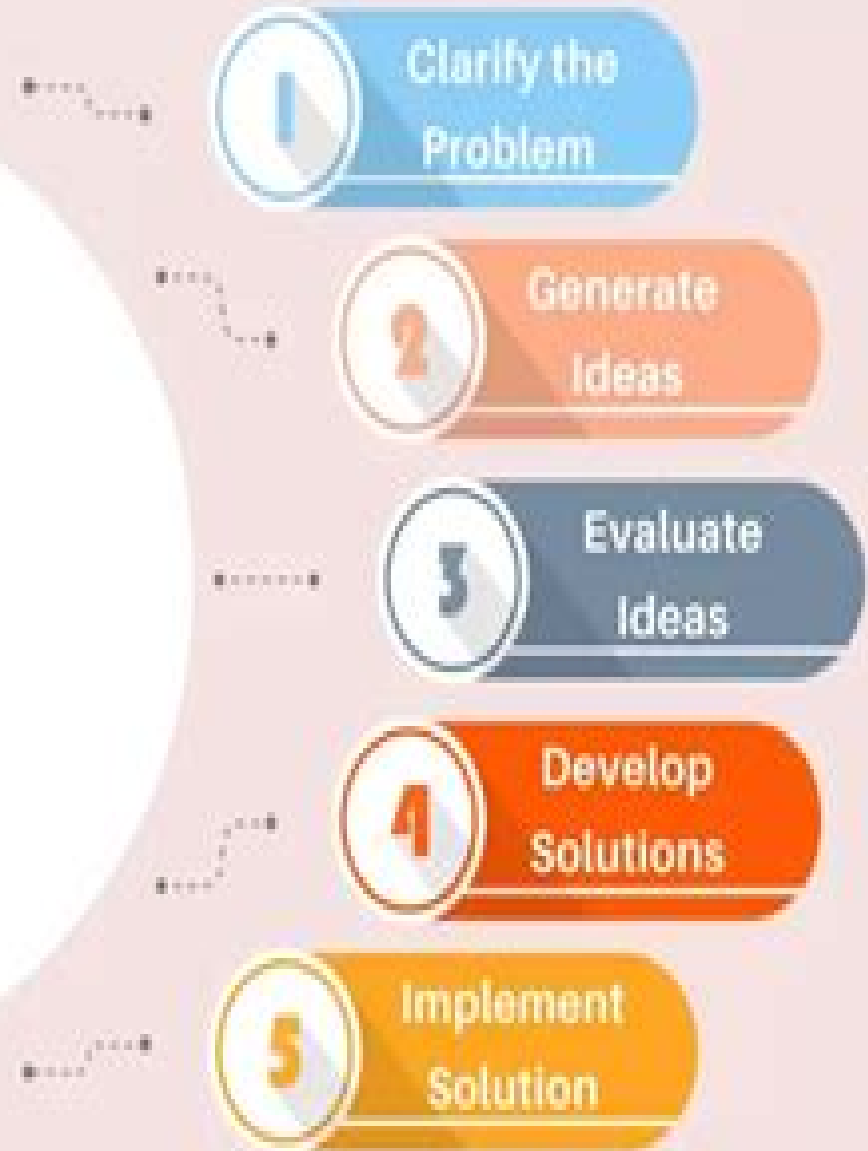 1
Clarify the
Problem
2
Generate
Ideas
3
Evaluate
Ideas
4
Develop
Solutions
5
Implement
Solution